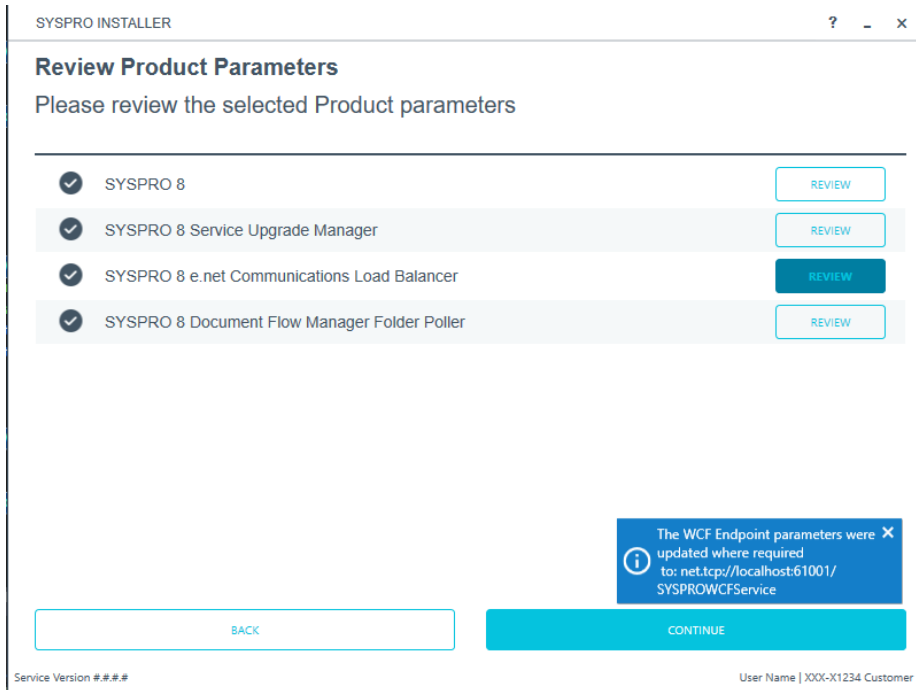 SYSPRO INSTALLER
? - ×
Review Product Parameters
Please review the selected Product parameters
SYSPRO 8 REVIEW
SYSPRO 8 Service Upgrade Manager REVIEW
SYSPRO 8 e.net Communications Load Balancer REVIEW
SYSPRO 8 Document Flow Manager Folder Poller REVIEW
The WCF Endpoint parameters were ×
updated where required
to: net.tcp://localhost:61001/
SYSPROWCFService
BACK CONTINUE
Service Version #.#.#.# User Name | XXX-X1234 Customer